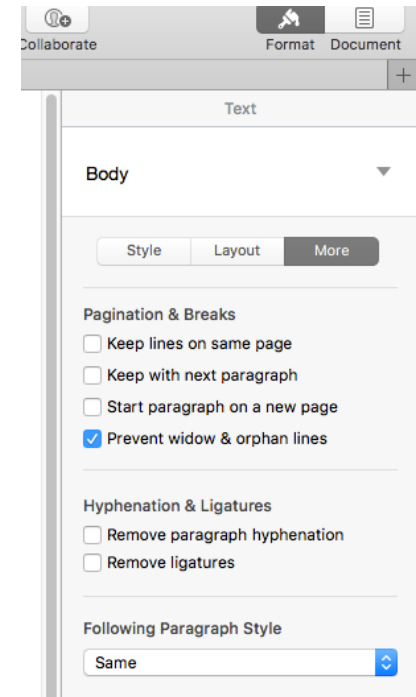 Collaborate
Format Document
+
Text
Body
Style Layout More
Pagination & Breaks
Keep lines on same page
Keep with next paragraph
Start paragraph on a new page
Prevent widow & orphan lines
Hyphenation & Ligatures
Remove paragraph hyphenation
Remove ligatures
Following Paragraph Style
Same